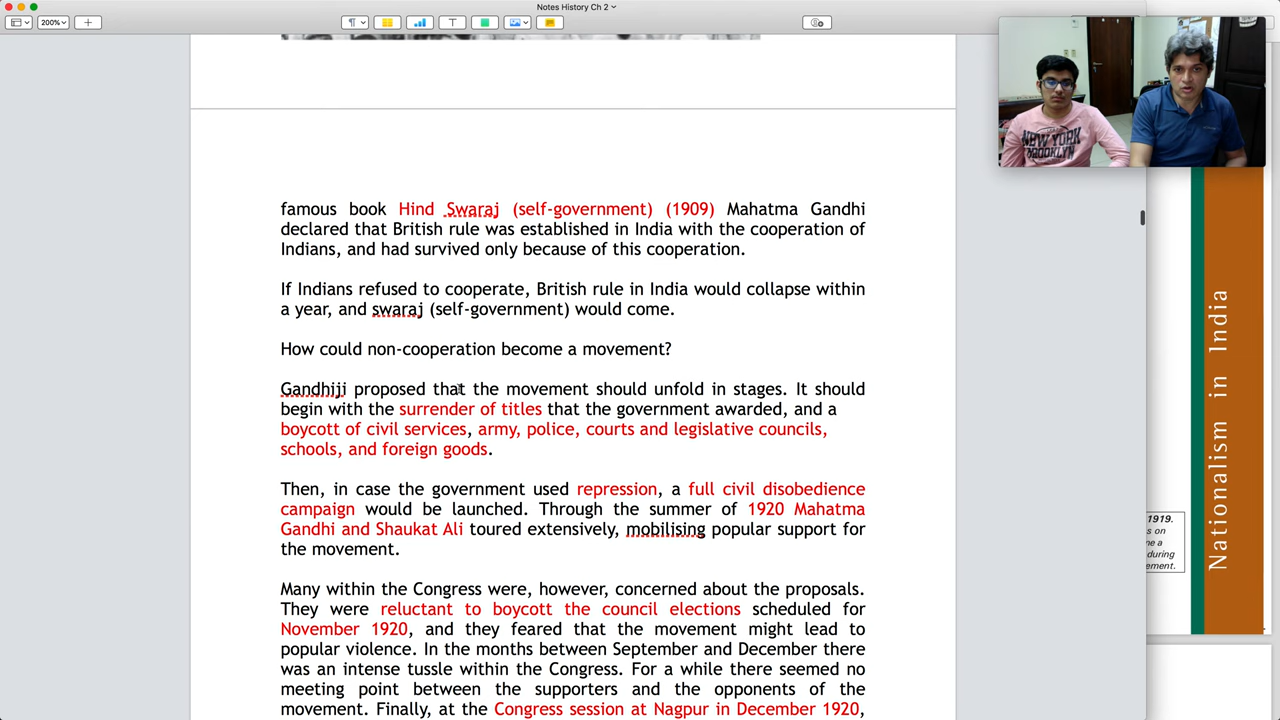 Notes History Ch 2
200%
famous book Hind Swaraj (self-government) (1909) Mahatma Gandhi
declared that British rule was established in India with the cooperation of
Indians, and had survived only because of this cooperation.
If Indians refused to cooperate, British rule in India would collapse within
a year, and swaraj (self-government) would come.
How could non-cooperation become a movement?
Gandhiji proposed that the movement should unfold in stages. It should
begin with the surrender of titles that the government awarded, and a
boycott of civil services, army, police, courts and legislative councils,
schools, and foreign goods.
Then, in case the government used repression, a full civil disobedience
campaign would be launched. Through the summer of 1920 Mahatma
Gandhi and Shaukat Ali toured extensively, mobilising popular support for
the movement.
Many within the Congress were, however, concerned about the proposals.
They were reluctant to boycott the council elections scheduled for
November 1920, and they feared that the movement might lead to
popular violence. In the months between September and December there
was an intense tussle within the Congress. For a while there seemed no
meeting point between the supporters and the opponents of the
movement. Finally, at the Congress session at Nagpur in December 1920,
NEW YORK
BROOKLYN
1919.
s on
ne a
during
ement.
Nationalism in India